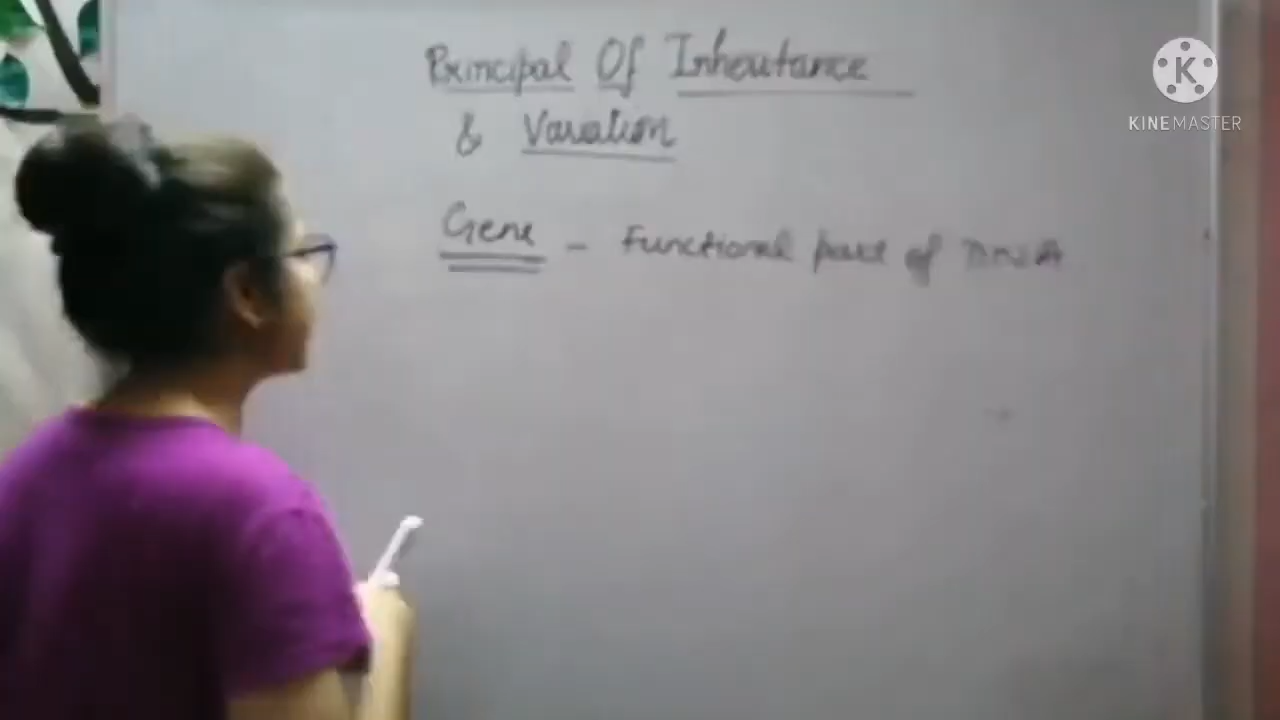 Principal Of Inheritance
& Variation
Gene - Functional part of DNA
K
KINEMASTER